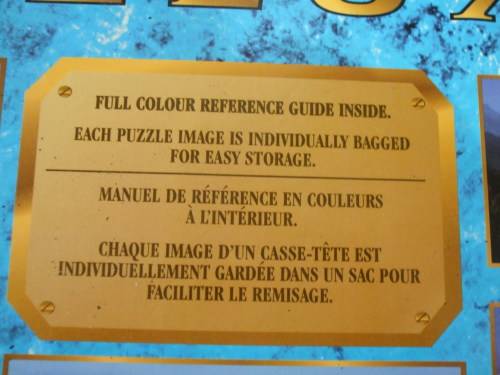 FULL COLOUR REFERENCE GUIDE INSIDE.
EACH PUZZLE IMAGE IS INDIVIDUALLY BAGGED
FOR EASY STORAGE.
MANUEL DE RÉFÉRENCE EN COULEURS
À L'INTÉRIEUR.
CHAQUE IMAGE D'UN CASSE-TÊTE EST
INDIVIDUELLEMENT GARDÉE DANS UN SAC POUR
FACILITER LE REMISAGE.